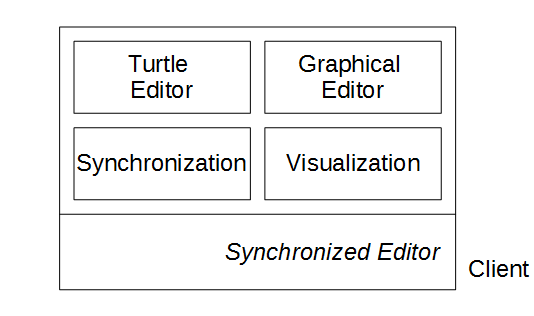 Turtle
Editor
Graphical
Editor
Synchronization
Visualization
Synchronized Editor
Client